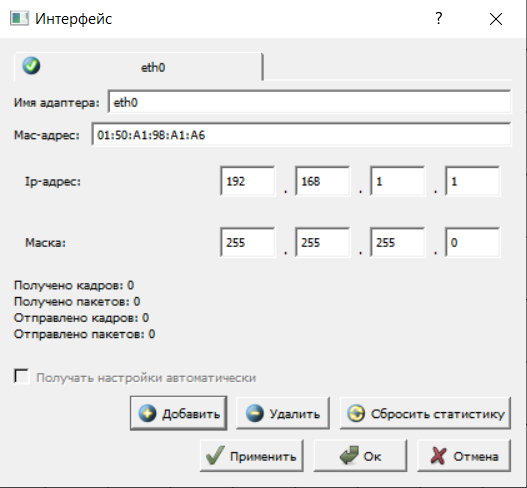 Интерфейс ?
eth0
Имя адаптера: eth0
Mac-адрес: 01:50:A1:98:A1:A6
Ip-адрес: 192 . 168 . 1 . 1
Маска: 255 . 255 . 255 . 0
Получено кадров: 0
Получено пакетов: 0
Отправлено кадров: 0
Отправлено пакетов: 0
Получать настройки автоматически
Добавить Удалить Сбросить статистику
Применить Ок Отмена